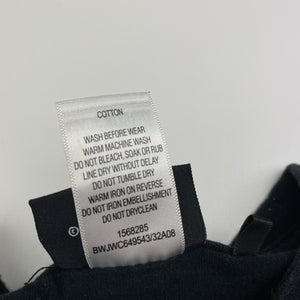 COTTON
WASH BEFORE WEAR
WARM MACHINE WASH
DO NOT BLEACH, SOAK OR RUB
LINE DRY WITHOUT DELAY
DO NOT TUMBLE DRY
WARM IRON ON REVERSE
DO NOT IRON EMBELLISHMENT
DO NOT DRYCLEAN
1568285
BWJWC649543/32A08